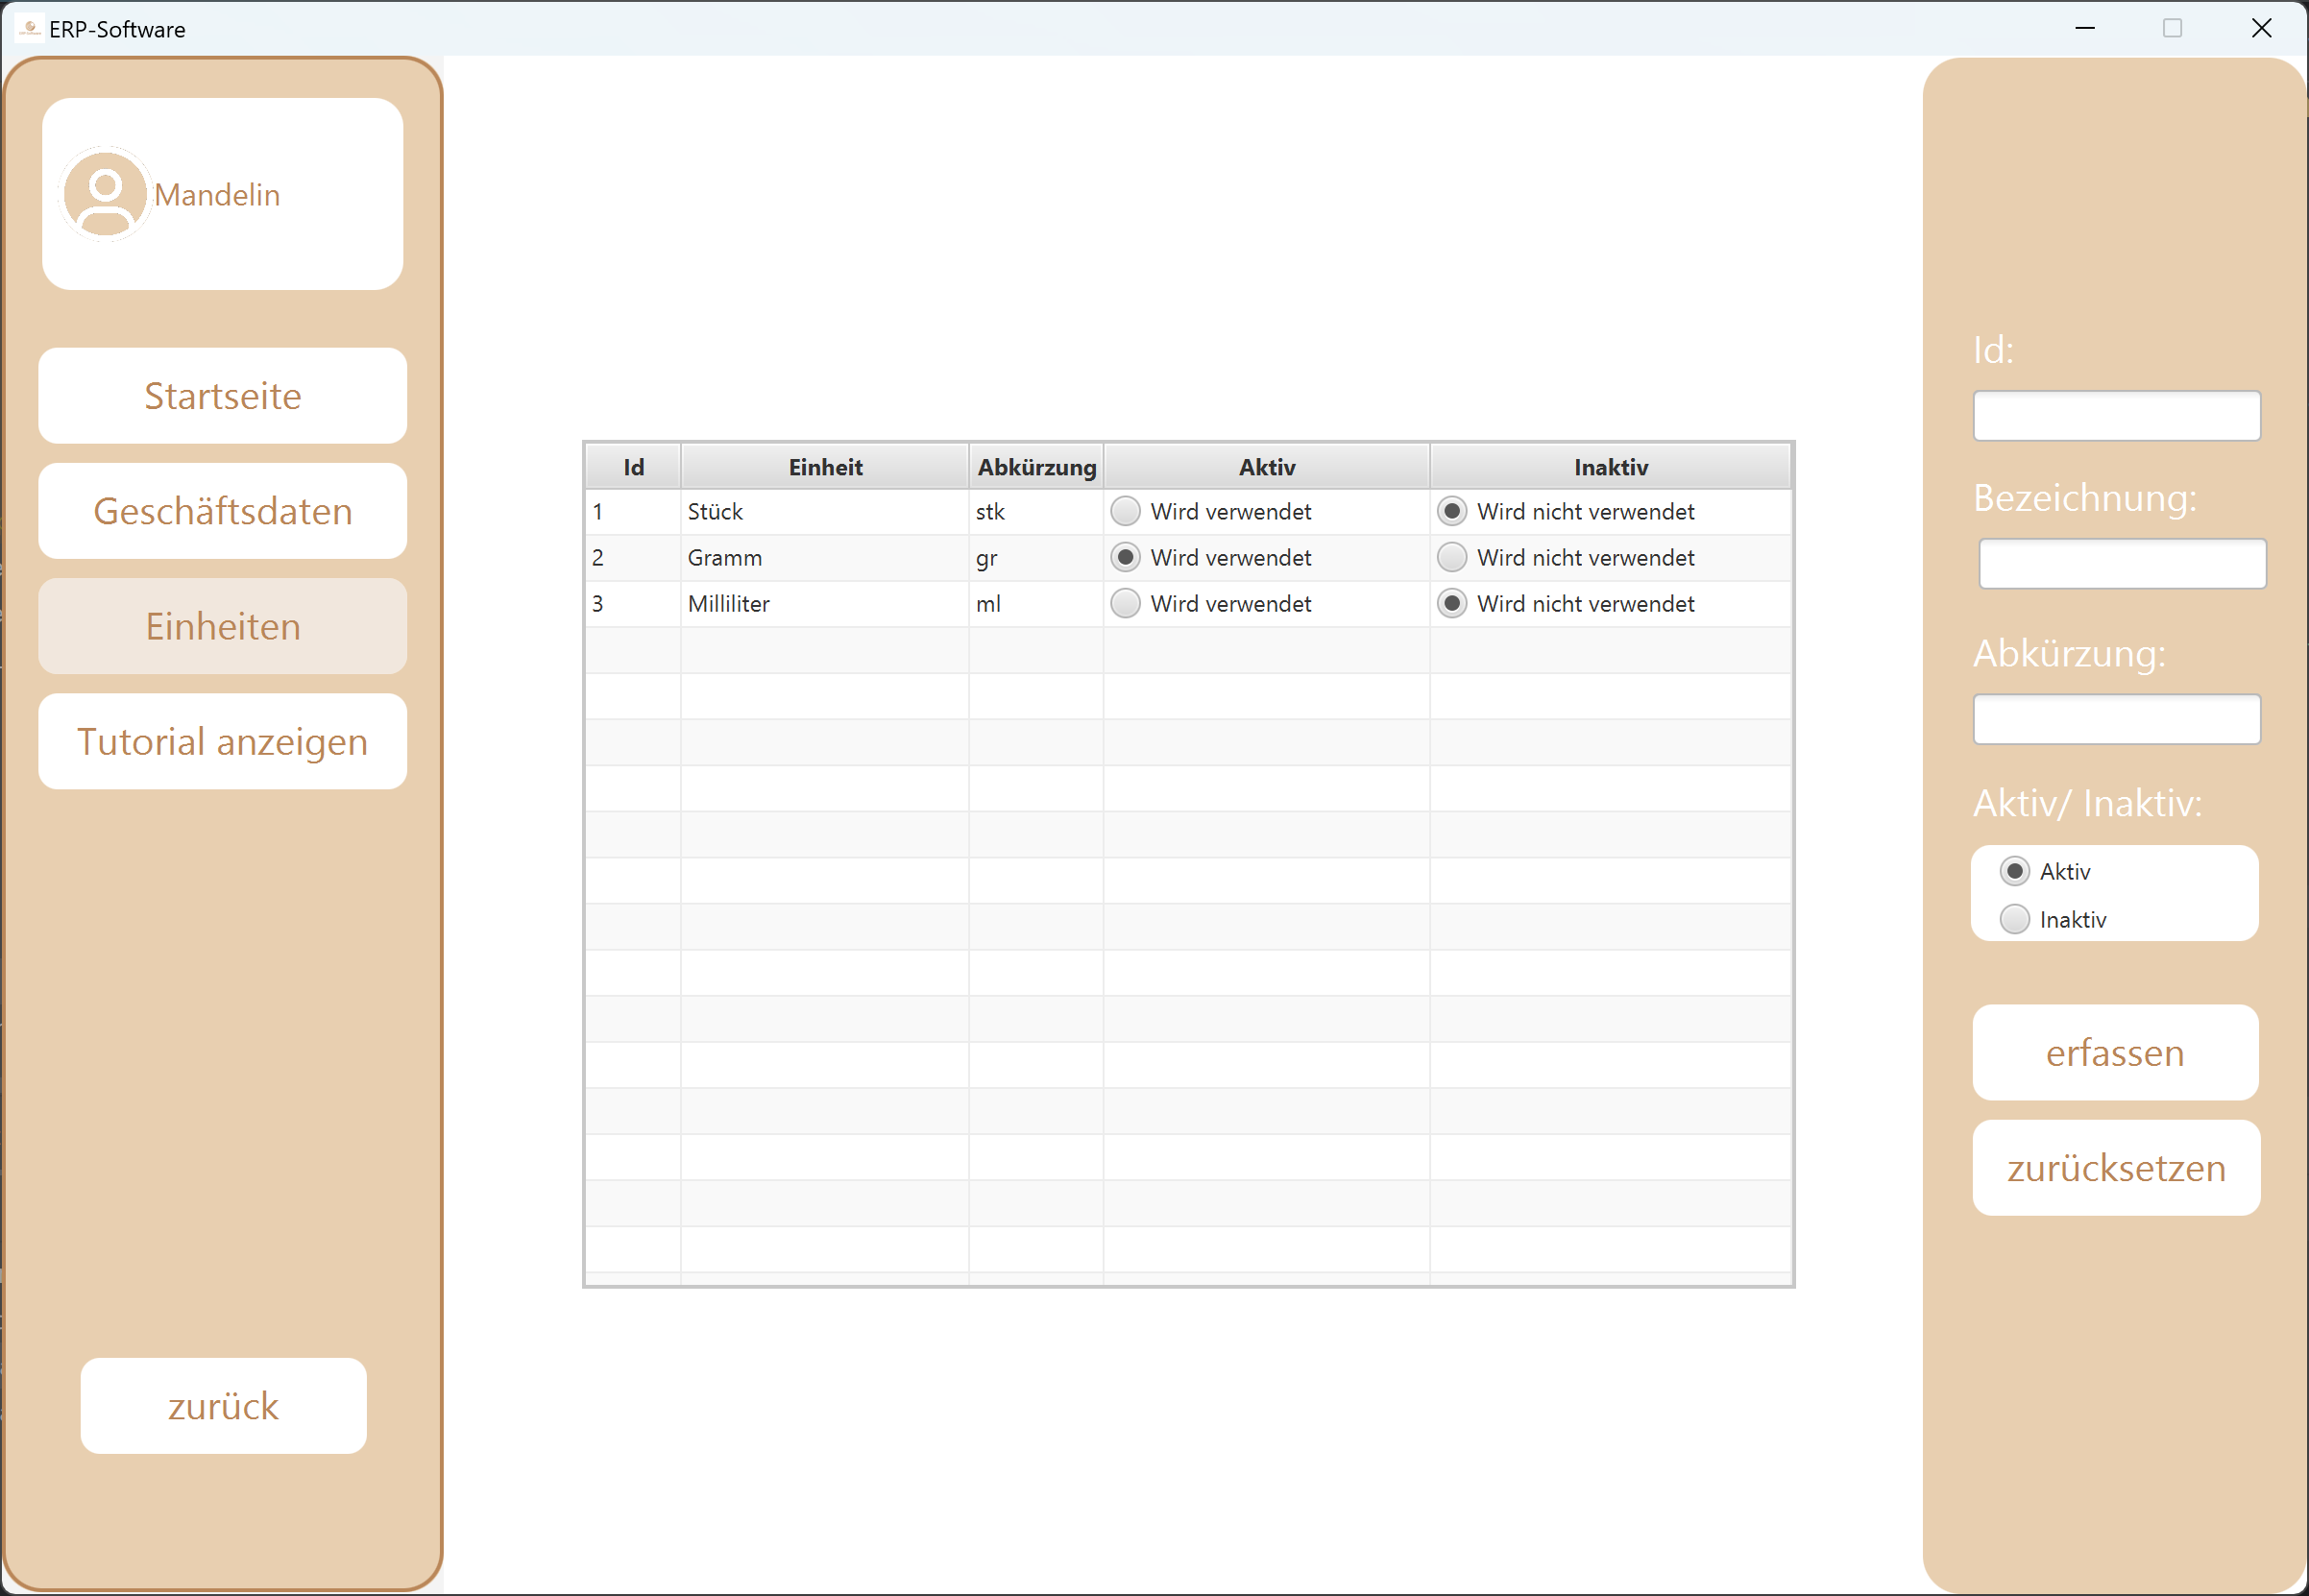 ERP-Software
Mandelin
Startseite
Geschäftsdaten
Einheiten
Tutorial anzeigen
zurück
Id Einheit Abkürzung Aktiv Inaktiv
1 Stück stk Wird verwendet Wird nicht verwendet
2 Gramm gr Wird verwendet Wird nicht verwendet
3 Milliliter ml Wird verwendet Wird nicht verwendet
Id:
Bezeichnung:
Abkürzung:
Aktiv/ Inaktiv:
Aktiv
Inaktiv
erfassen
zurücksetzen